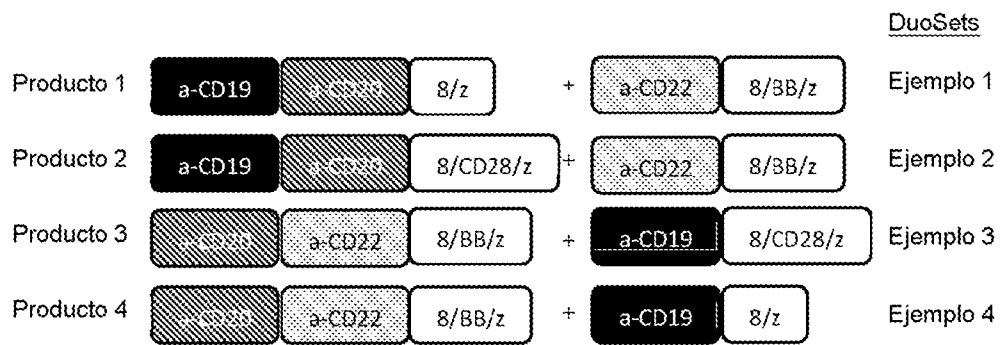 DuoSets
Producto 1 a-CD19 a-CD20 8/z + a-CD22 8/BB/z Ejemplo 1
Producto 2 a-CD19 a-CD20 8/CD28/z + a-CD22 8/BB/z Ejemplo 2
Producto 3 a-CD20 a-CD22 8/BB/z + a-CD19 8/CD28/z Ejemplo 3
Producto 4 a-CD20 a-CD22 8/BB/z + a-CD19 8/z Ejemplo 4